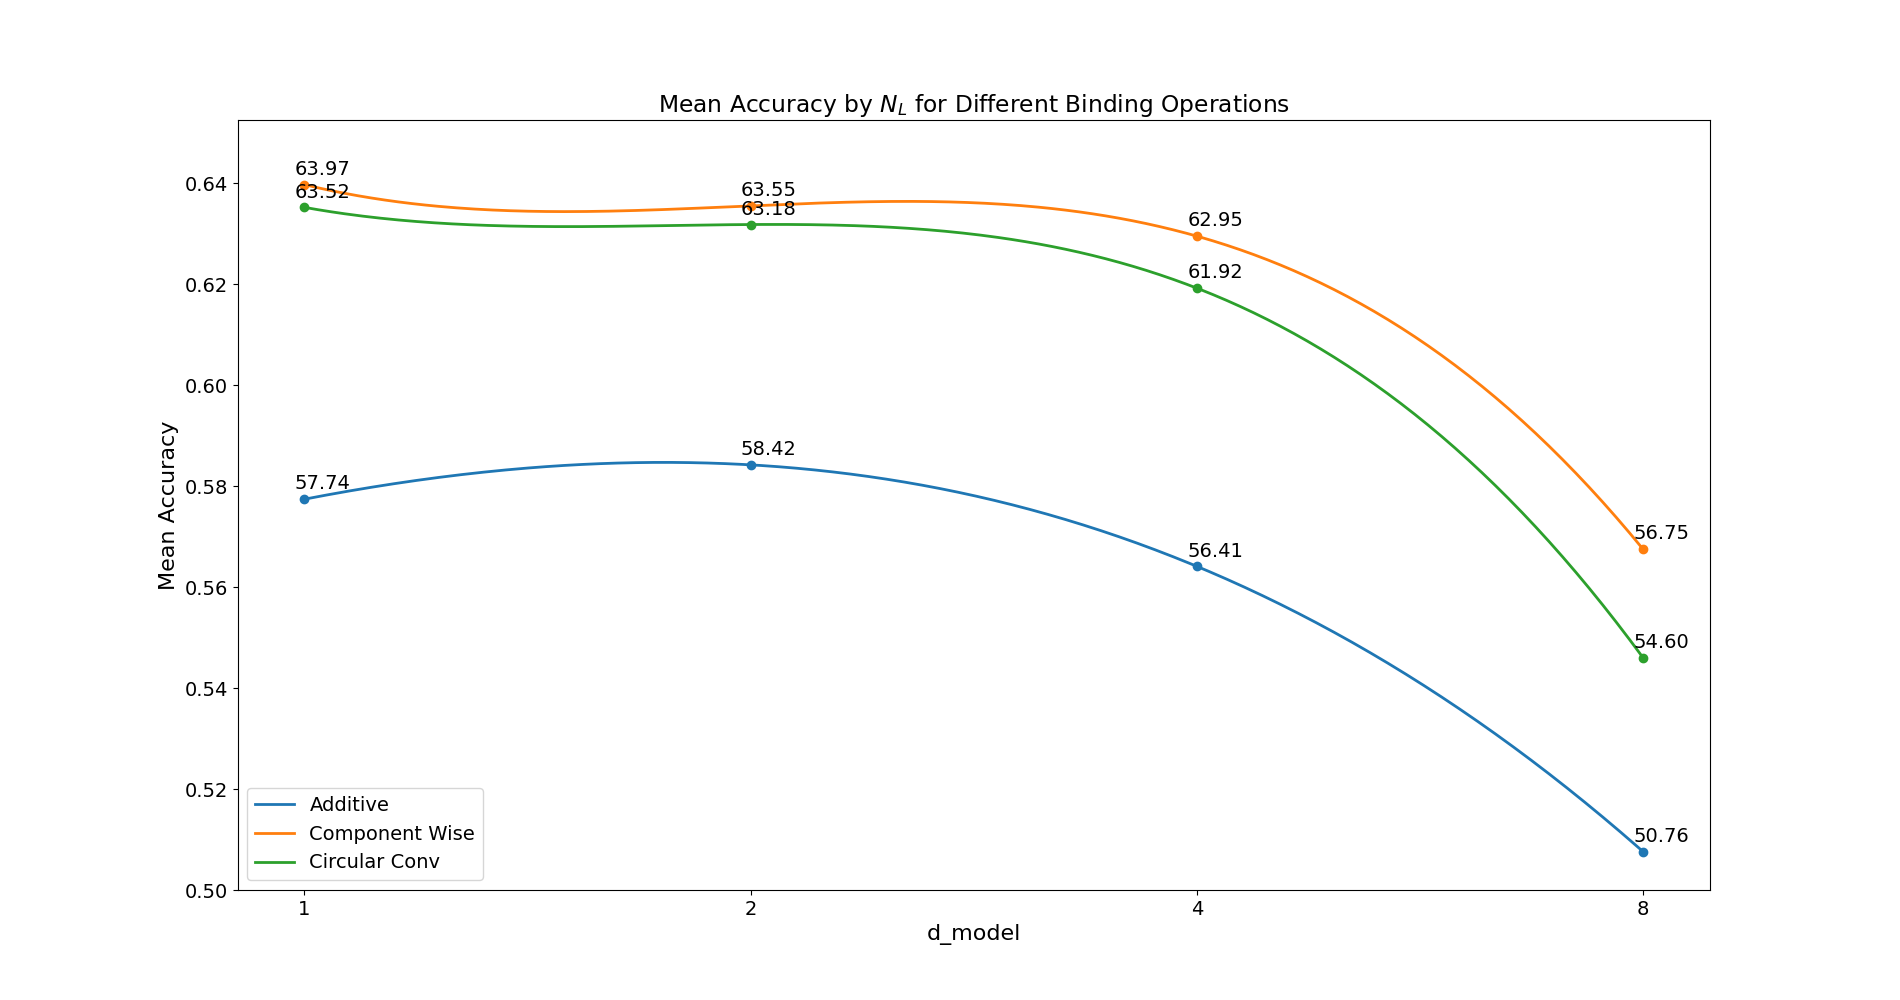 Mean Accuracy by N_L for Different Binding Operations
63.97
63.52
63.55
63.18
62.95
61.92
58.42
57.74
56.41
56.75
54.60
50.76
0.64
0.62
0.60
0.58
0.56
0.54
0.52
0.50
Mean Accuracy
Additive
Component Wise
Circular Conv
1 2 4 8
d_model